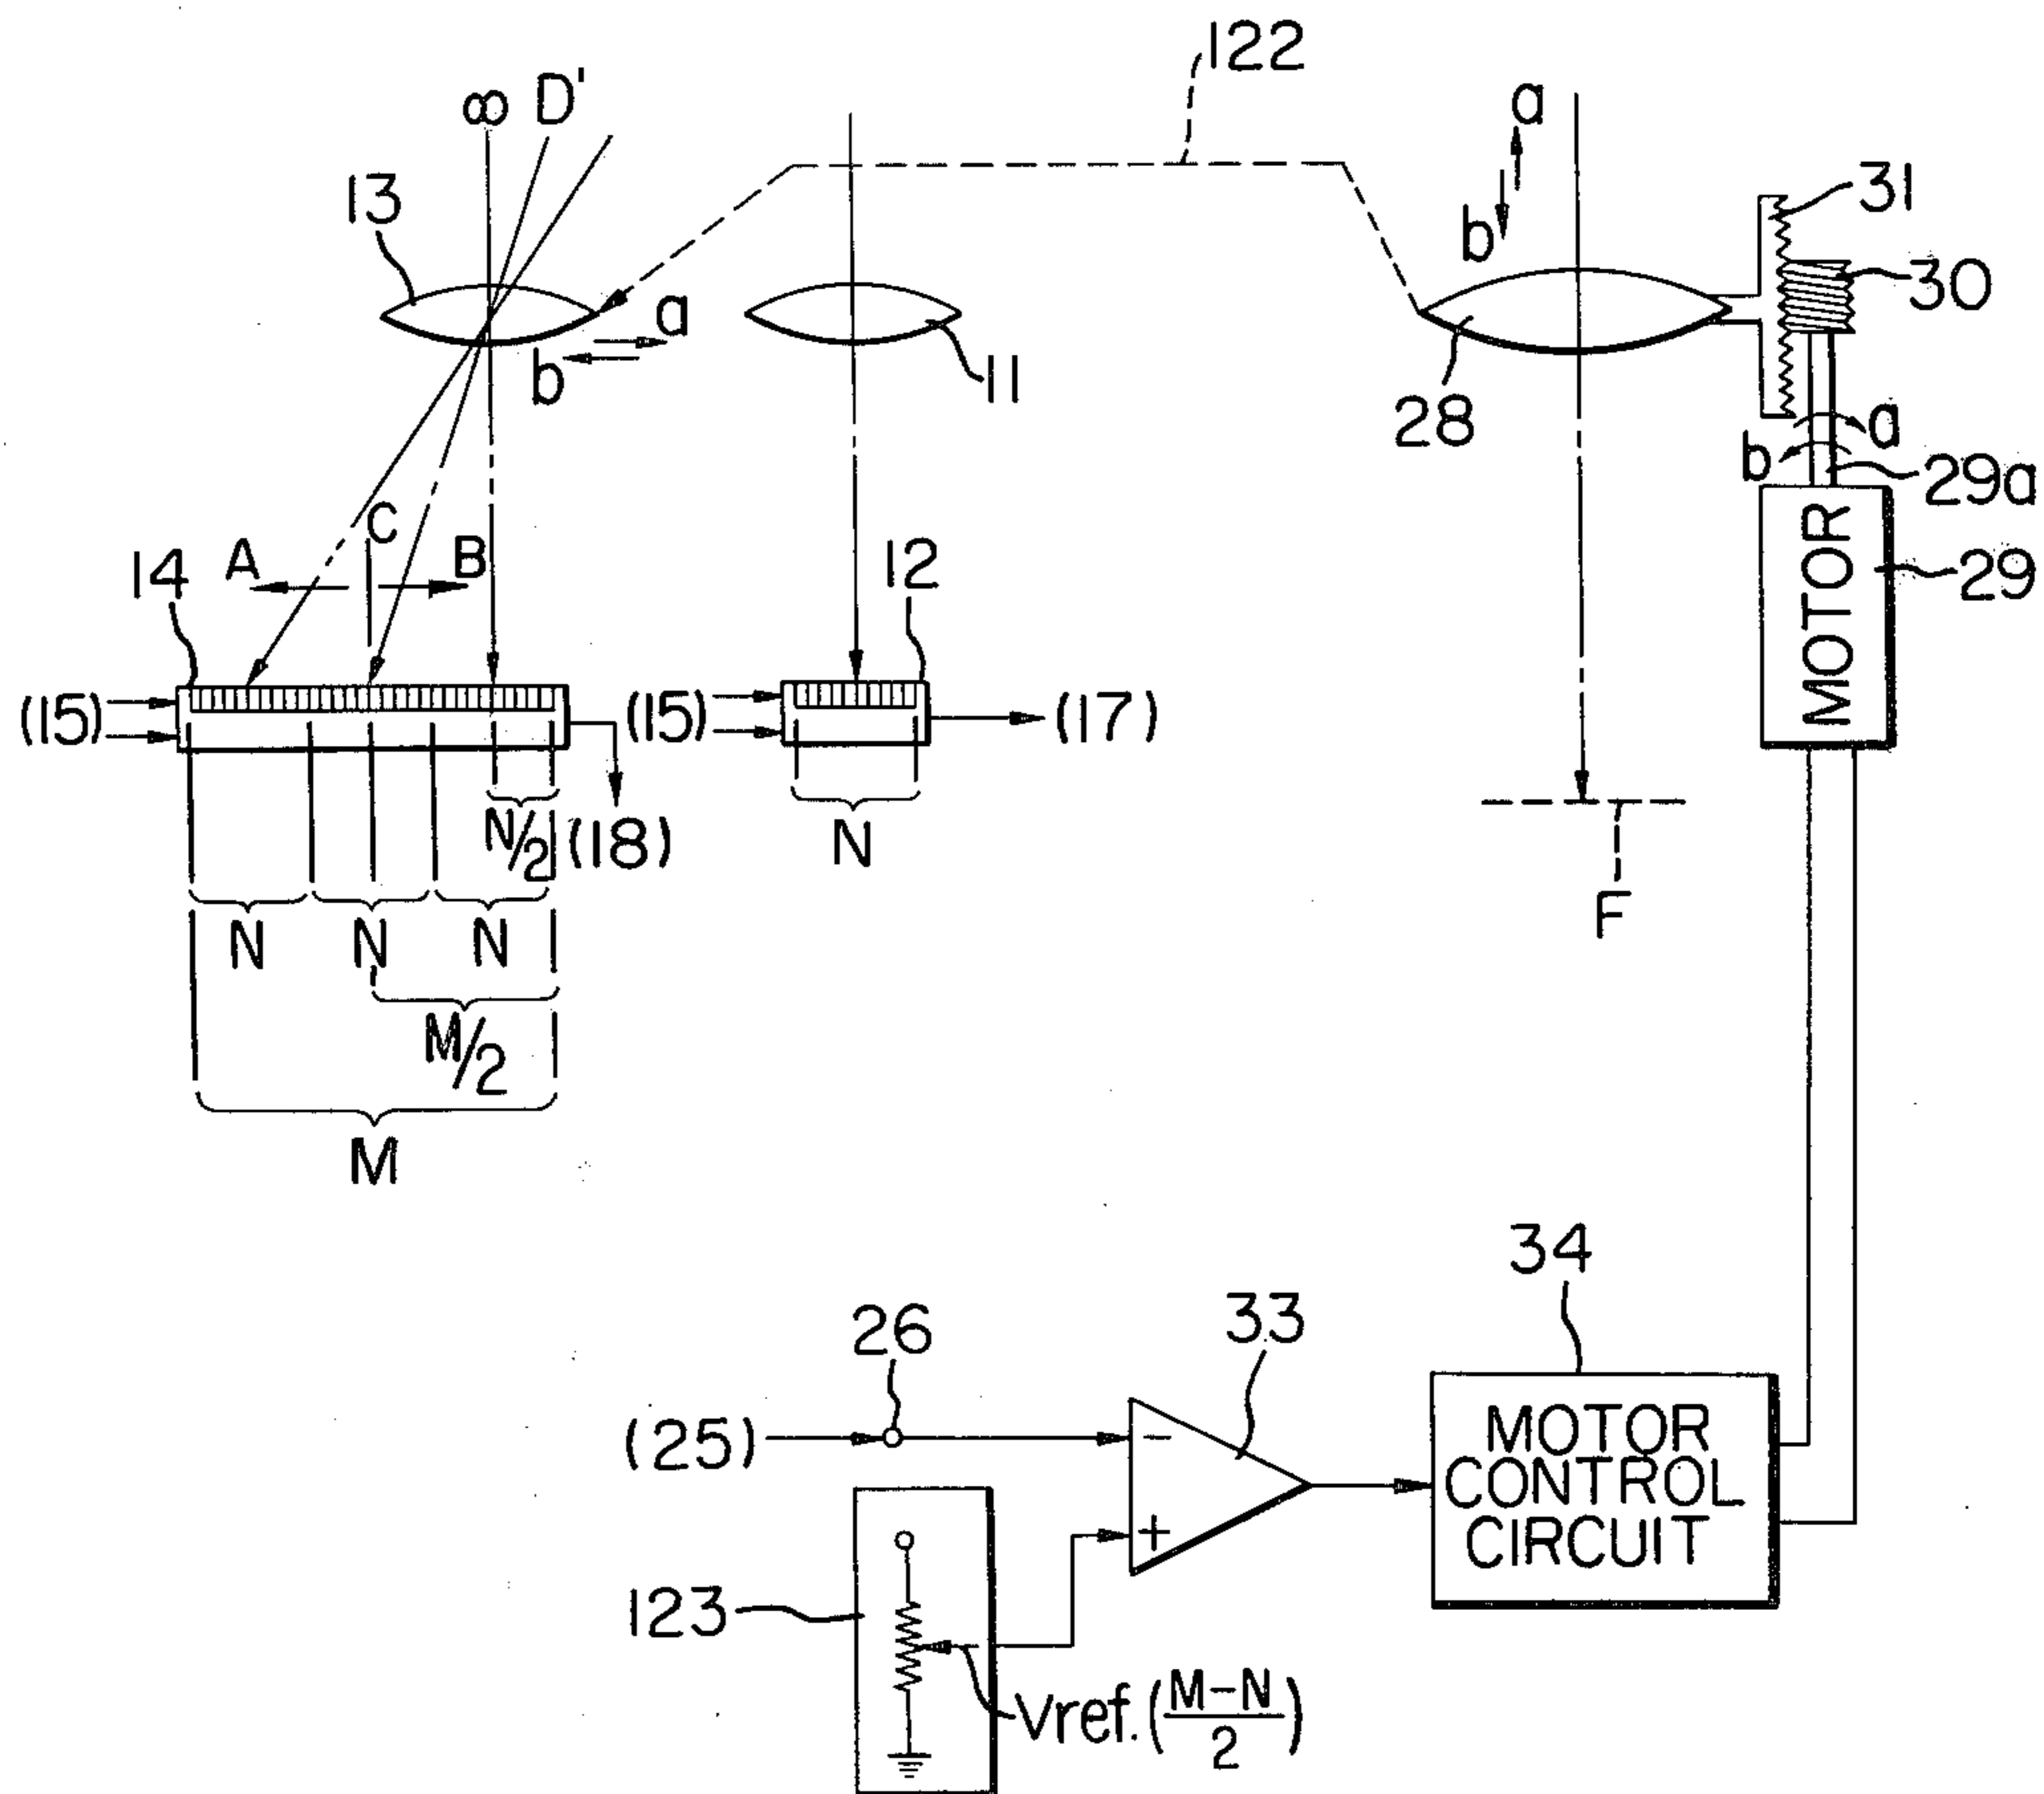 122
∞ D'
a
13
31
b
30
a
b
11
28
a
b
29a
C
A
B
14
12
MOTOR
29
(15)
(15)
(17)
N/2
(18)
N
F
N
N
N
M/2
M
34
33
26
(25)
−
MOTOR
CONTROL
CIRCUIT
+
123
Vref. (M−N/2)